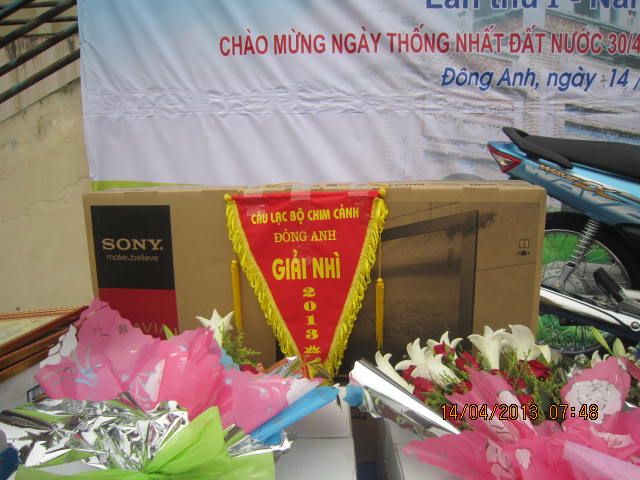 Lần thứ I - Năm
CHÀO MỪNG NGÀY THỐNG NHẤT ĐẤT NƯỚC 30/4
Đông Anh, ngày 14
CÂU LẠC BỘ CHIM CẢNH
ĐÔNG ANH
GIẢI NHÌ
2013
SONY
make.believe
14/04/2013 07:48